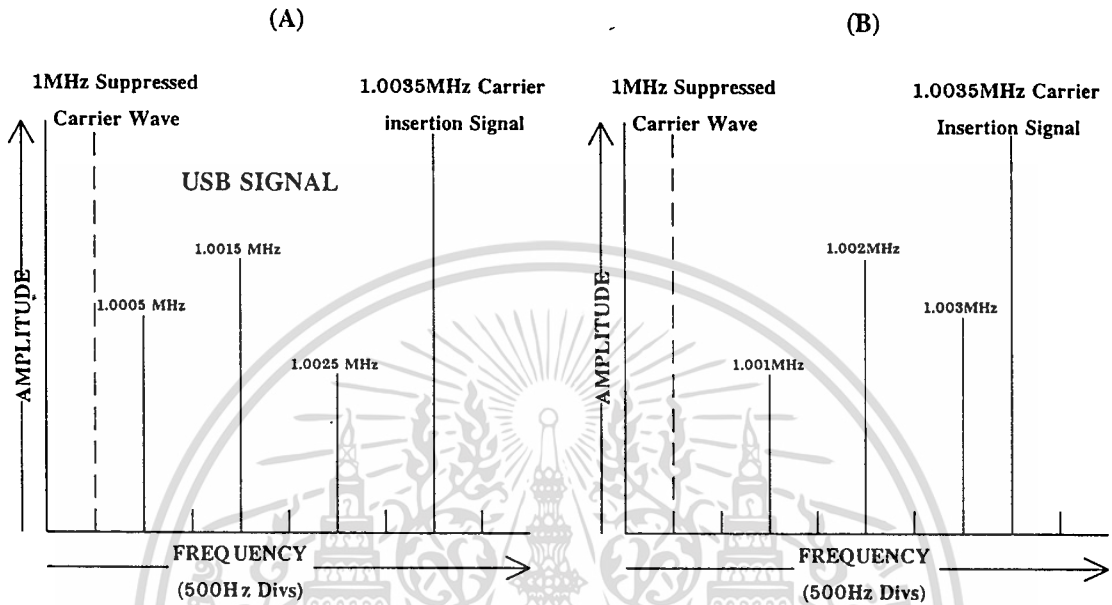 (A)
1MHz Suppressed
Carrier Wave
1.0035MHz Carrier
insertion Signal
USB SIGNAL
1.0005 MHz
1.0015 MHz
1.0025 MHz
AMPLITUDE
FREQUENCY
(500Hz Divs)
(B)
1MHz Suppressed
Carrier Wave
1.0035MHz Carrier
Insertion Signal
1.001MHz
1.002MHz
1.003MHz
AMPLITUDE
FREQUENCY
(500Hz Divs)